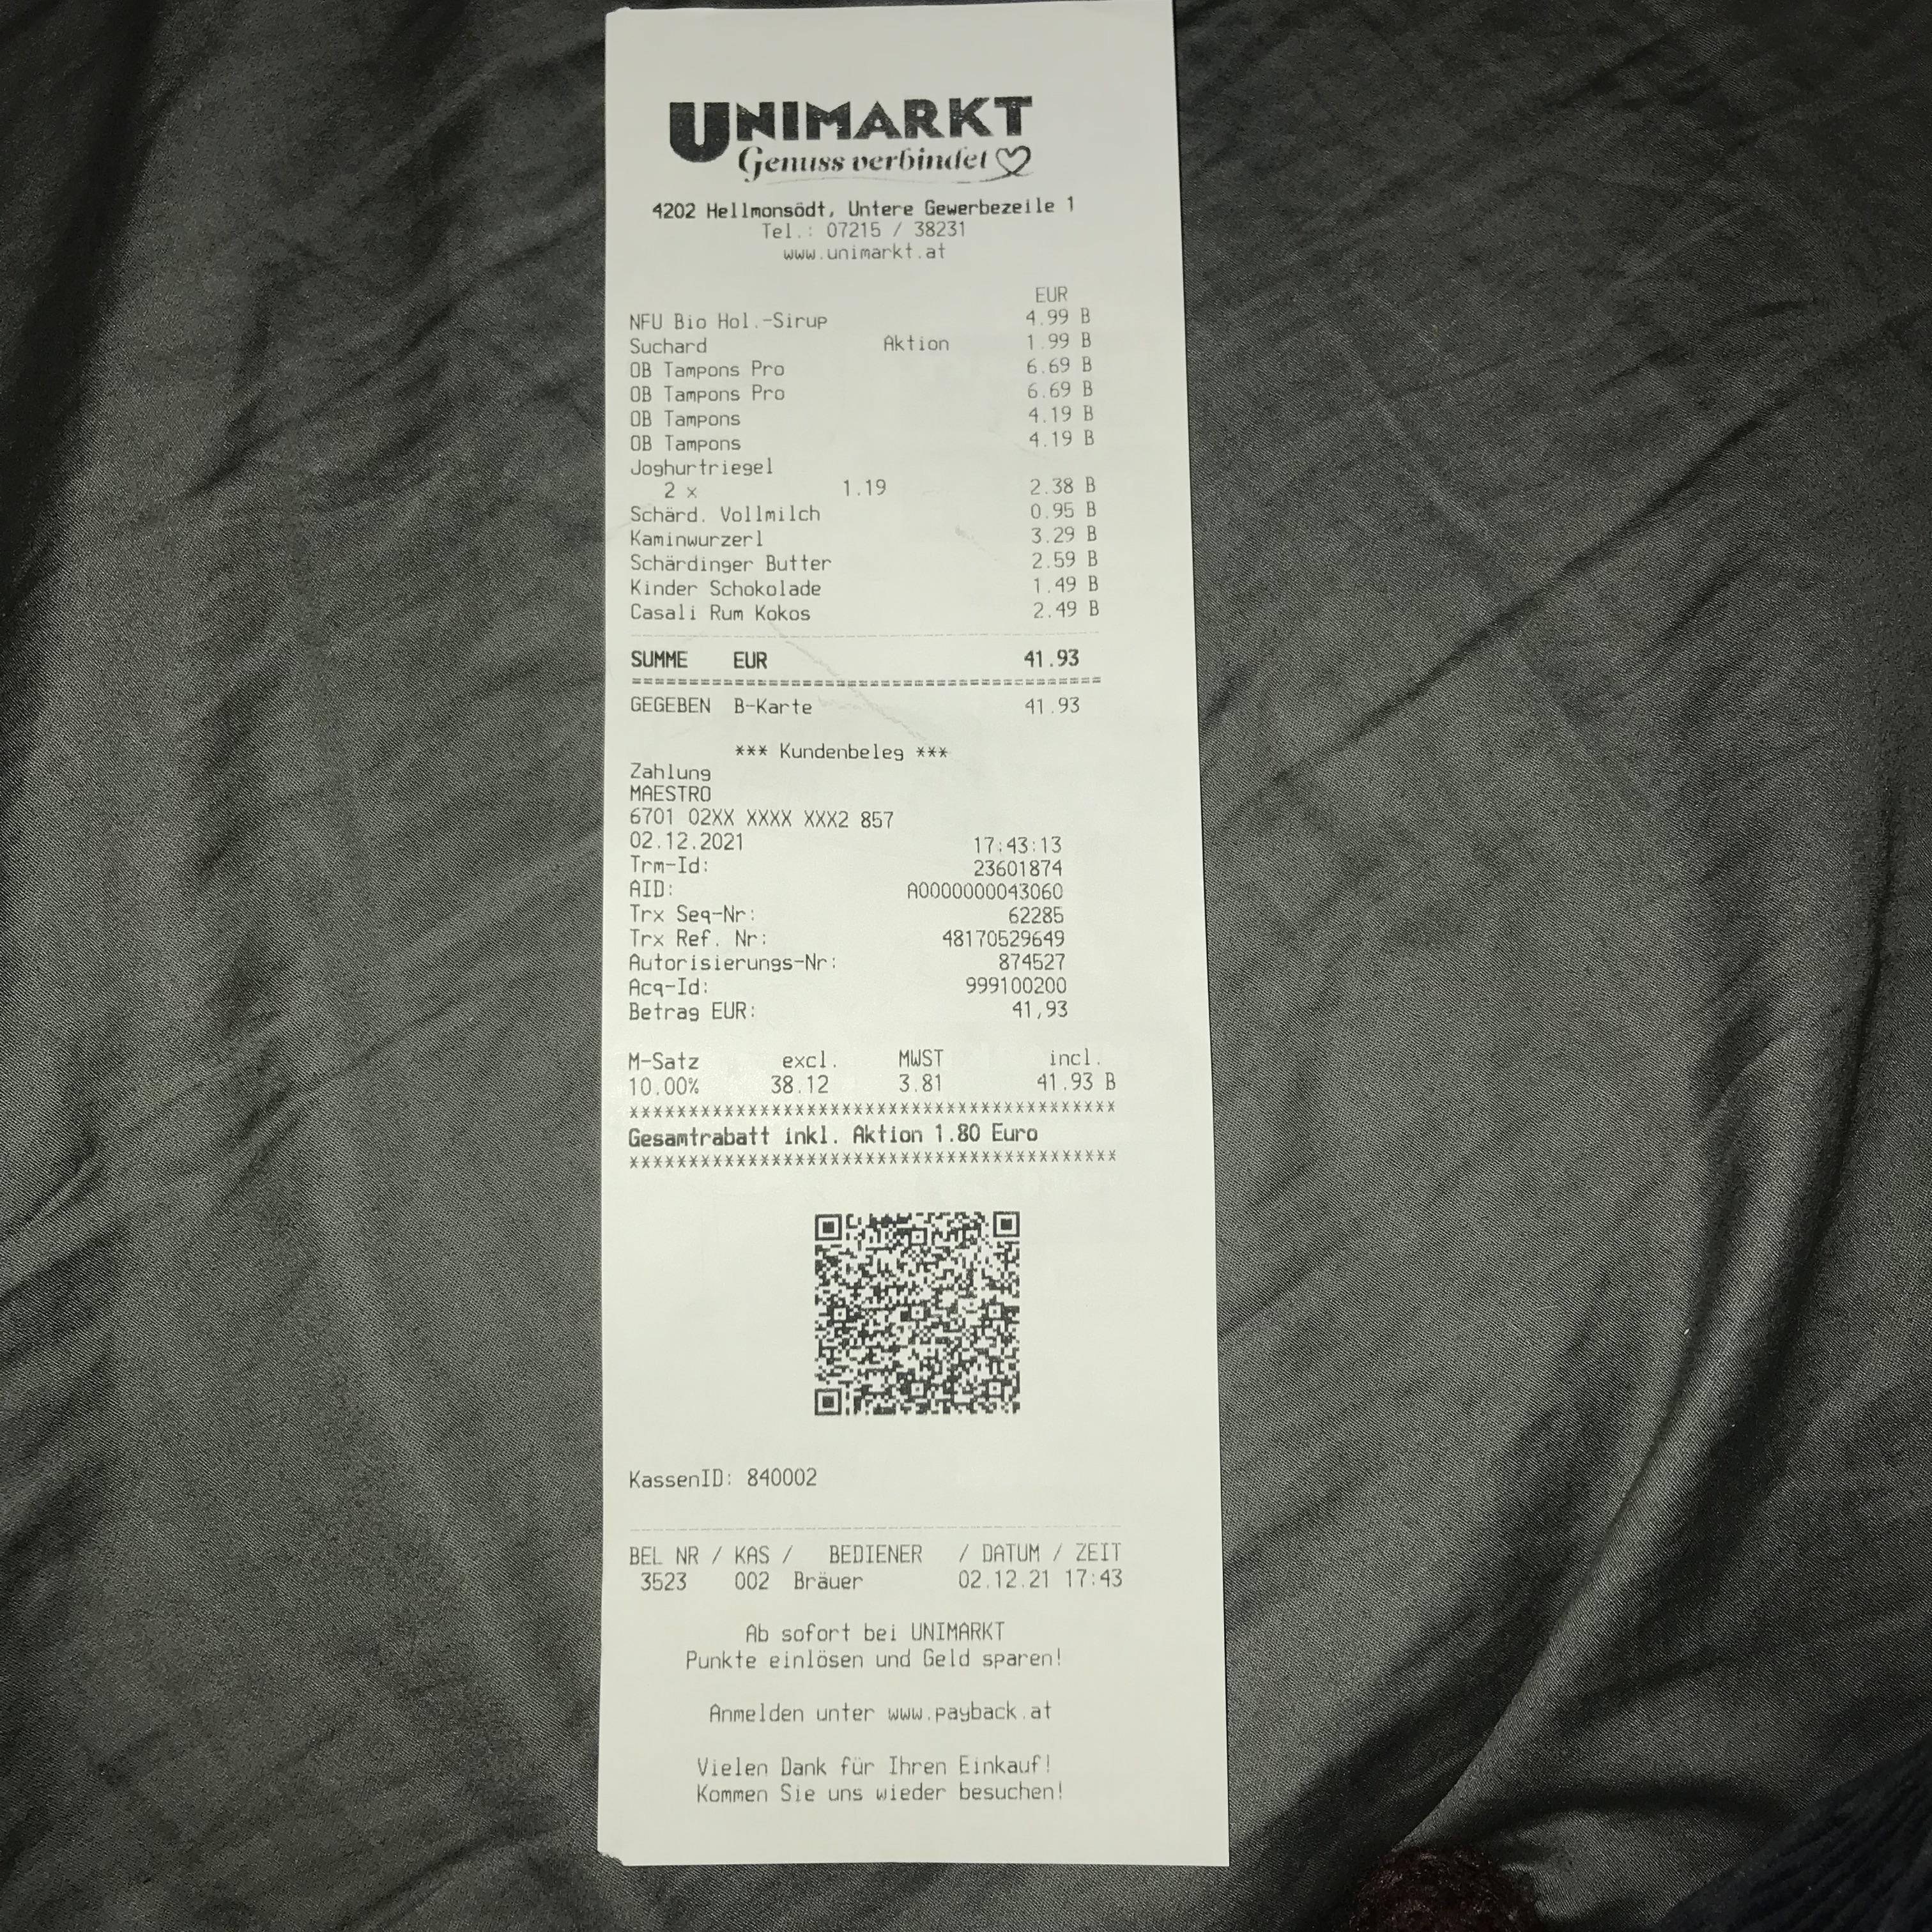 UNIMARKT
Genuss verbindet
4202 Hellmonsödt, Untere Gewerbezeile 1
Tel.: 07215 / 38231
www.unimarkt.at
EUR
NFU Bio Hol.-Sirup 4.99 B
Suchard Aktion 1.99 B
OB Tampons Pro 6.69 B
OB Tampons Pro 6.69 B
OB Tampons 4.19 B
OB Tampons 4.19 B
Joghurtriegel
2 x 1.19 2.38 B
Schärd. Vollmilch 0.95 B
Kaminwurzerl 3.29 B
Schärdinger Butter 2.59 B
Kinder Schokolade 1.49 B
Casali Rum Kokos 2.49 B
SUMME EUR 41.93
========================================
GEGEBEN B-Karte 41.93
*** Kundenbeleg ***
Zahlung
MAESTRO
6701 02XX XXXX XXX2 857
02.12.2021 17:43:13
Trm-Id: 23601874
AID: A0000000043060
Trx Seq-Nr: 62285
Trx Ref. Nr: 48170529649
Autorisierungs-Nr: 874527
Acq-Id: 999100200
Betrag EUR: 41,93
M-Satz excl. MWST incl.
10.00% 38.12 3.81 41.93 B
*****************************************
Gesamtrabatt inkl. Aktion 1.80 Euro
*****************************************
KassenID: 840002
BEL NR / KAS / BEDIENER / DATUM / ZEIT
3523 002 Bräuer 02.12.21 17:43
Ab sofort bei UNIMARKT
Punkte einlösen und Geld sparen!
Anmelden unter www.payback.at
Vielen Dank für Ihren Einkauf!
Kommen Sie uns wieder besuchen!